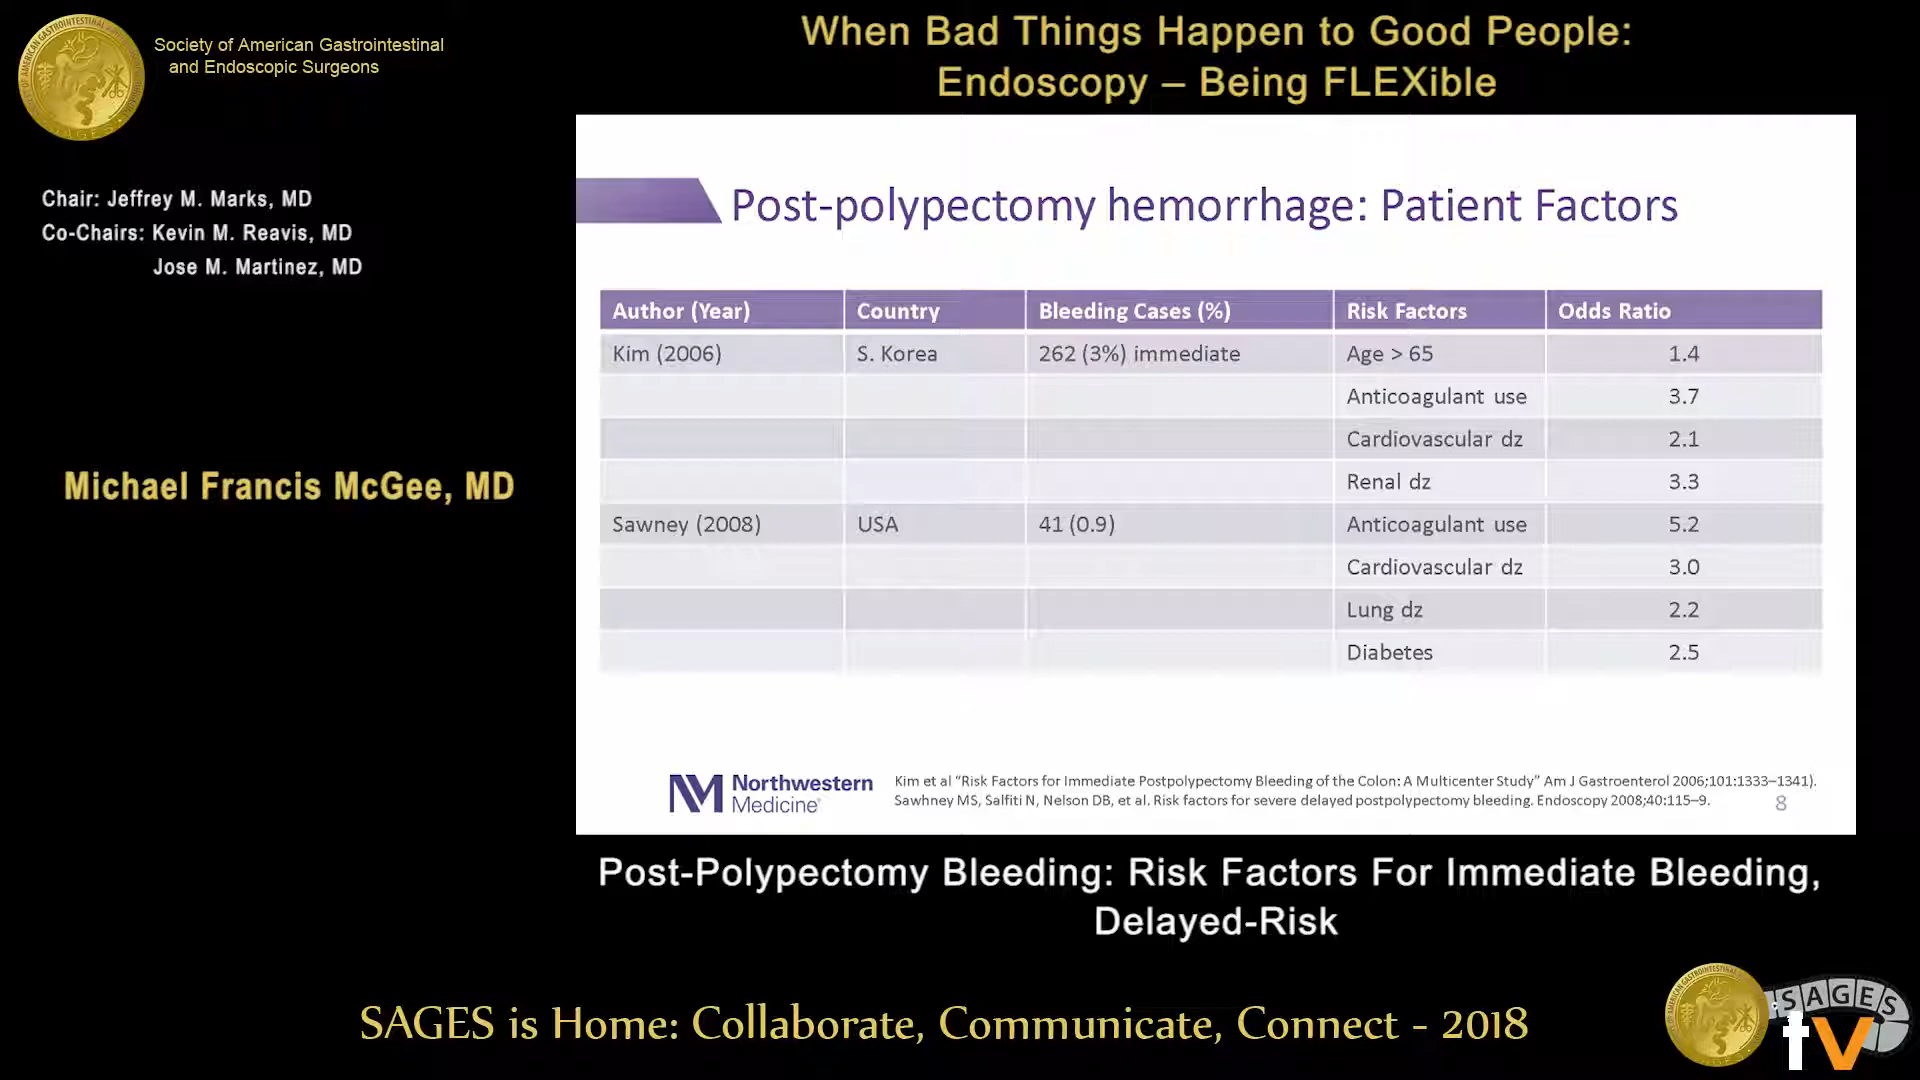 Society of American Gastrointestinal
and Endoscopic Surgeons
When Bad Things Happen to Good People:
Endoscopy – Being FLEXible
Chair: Jeffrey M. Marks, MD
Co-Chairs: Kevin M. Reavis, MD
Jose M. Martinez, MD
Michael Francis McGee, MD
Post-polypectomy hemorrhage: Patient Factors
Author (Year) Country Bleeding Cases (%) Risk Factors Odds Ratio
Kim (2006) S. Korea 262 (3%) immediate Age > 65 1.4
Anticoagulant use 3.7
Cardiovascular dz 2.1
Renal dz 3.3
Sawney (2008) USA 41 (0.9) Anticoagulant use 5.2
Cardiovascular dz 3.0
Lung dz 2.2
Diabetes 2.5
Northwestern
Medicine
Kim et al “Risk Factors for Immediate Postpolypectomy Bleeding of the Colon: A Multicenter Study” Am J Gastroenterol 2006;101:1333–1341).
Sawhney MS, Salfiti N, Nelson DB, et al. Risk factors for severe delayed postpolypectomy bleeding. Endoscopy 2008;40:115–9.
8
Post-Polypectomy Bleeding: Risk Factors For Immediate Bleeding,
Delayed-Risk
SAGES is Home: Collaborate, Communicate, Connect - 2018
SAGES
tv